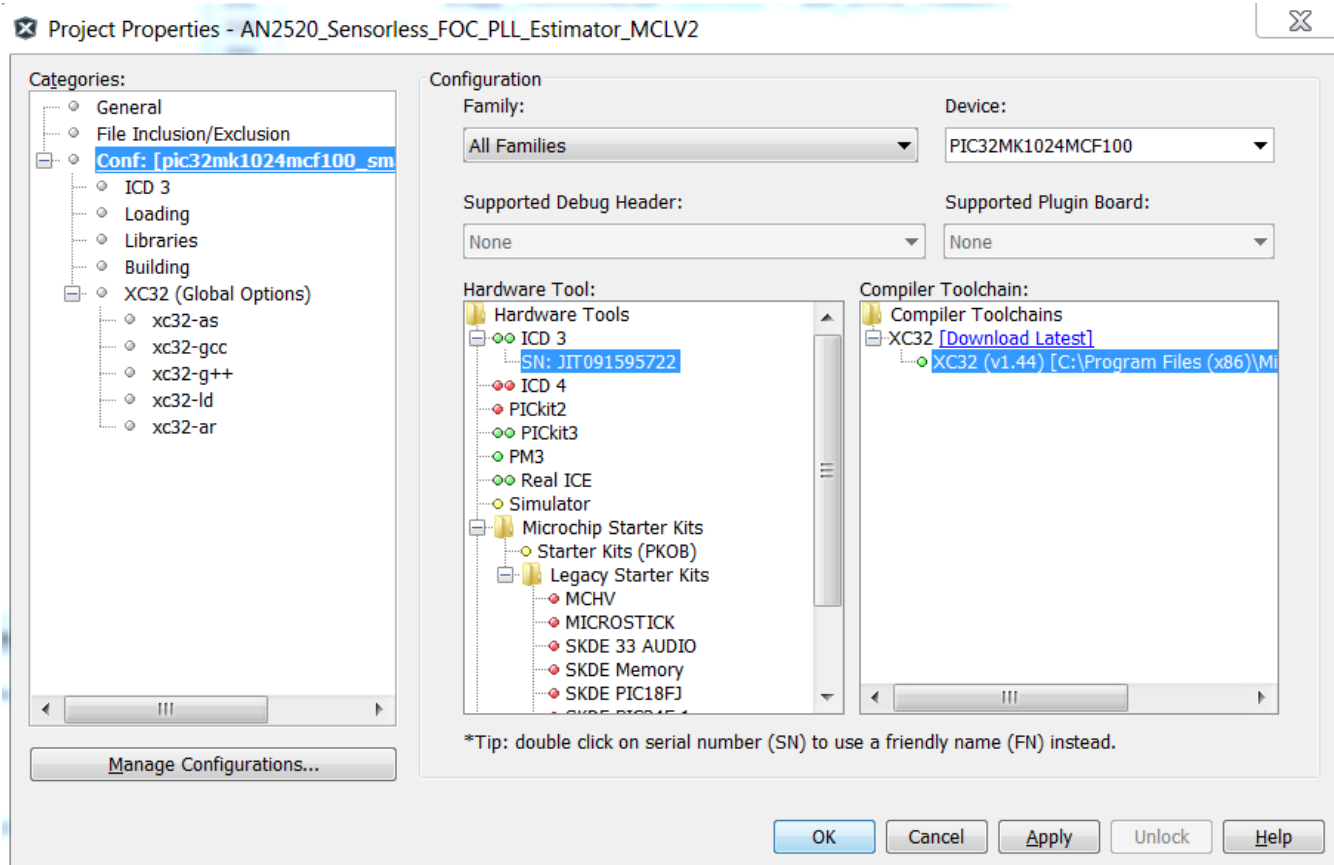 Project Properties - AN2520_Sensorless_FOC_PLL_Estimator_MCLV2
Categories:
General
File Inclusion/Exclusion
Conf: [pic32mk1024mcf100_sm
ICD 3
Loading
Libraries
Building
XC32 (Global Options)
xc32-as
xc32-gcc
xc32-g++
xc32-ld
xc32-ar
Manage Configurations...
Configuration
Family:
Device:
All Families
PIC32MK1024MCF100
Supported Debug Header:
Supported Plugin Board:
None
None
Hardware Tool:
Hardware Tools
ICD 3
SN: JIT091595722
ICD 4
PICkit2
PICkit3
PM3
Real ICE
Simulator
Microchip Starter Kits
Starter Kits (PKOB)
Legacy Starter Kits
MCHV
MICROSTICK
SKDE 33 AUDIO
SKDE Memory
SKDE PIC18FJ
Compiler Toolchain:
Compiler Toolchains
XC32 [Download Latest]
XC32 (v1.44) [C:\Program Files (x86)\Mi
*Tip: double click on serial number (SN) to use a friendly name (FN) instead.
OK
Cancel
Apply
Unlock
Help